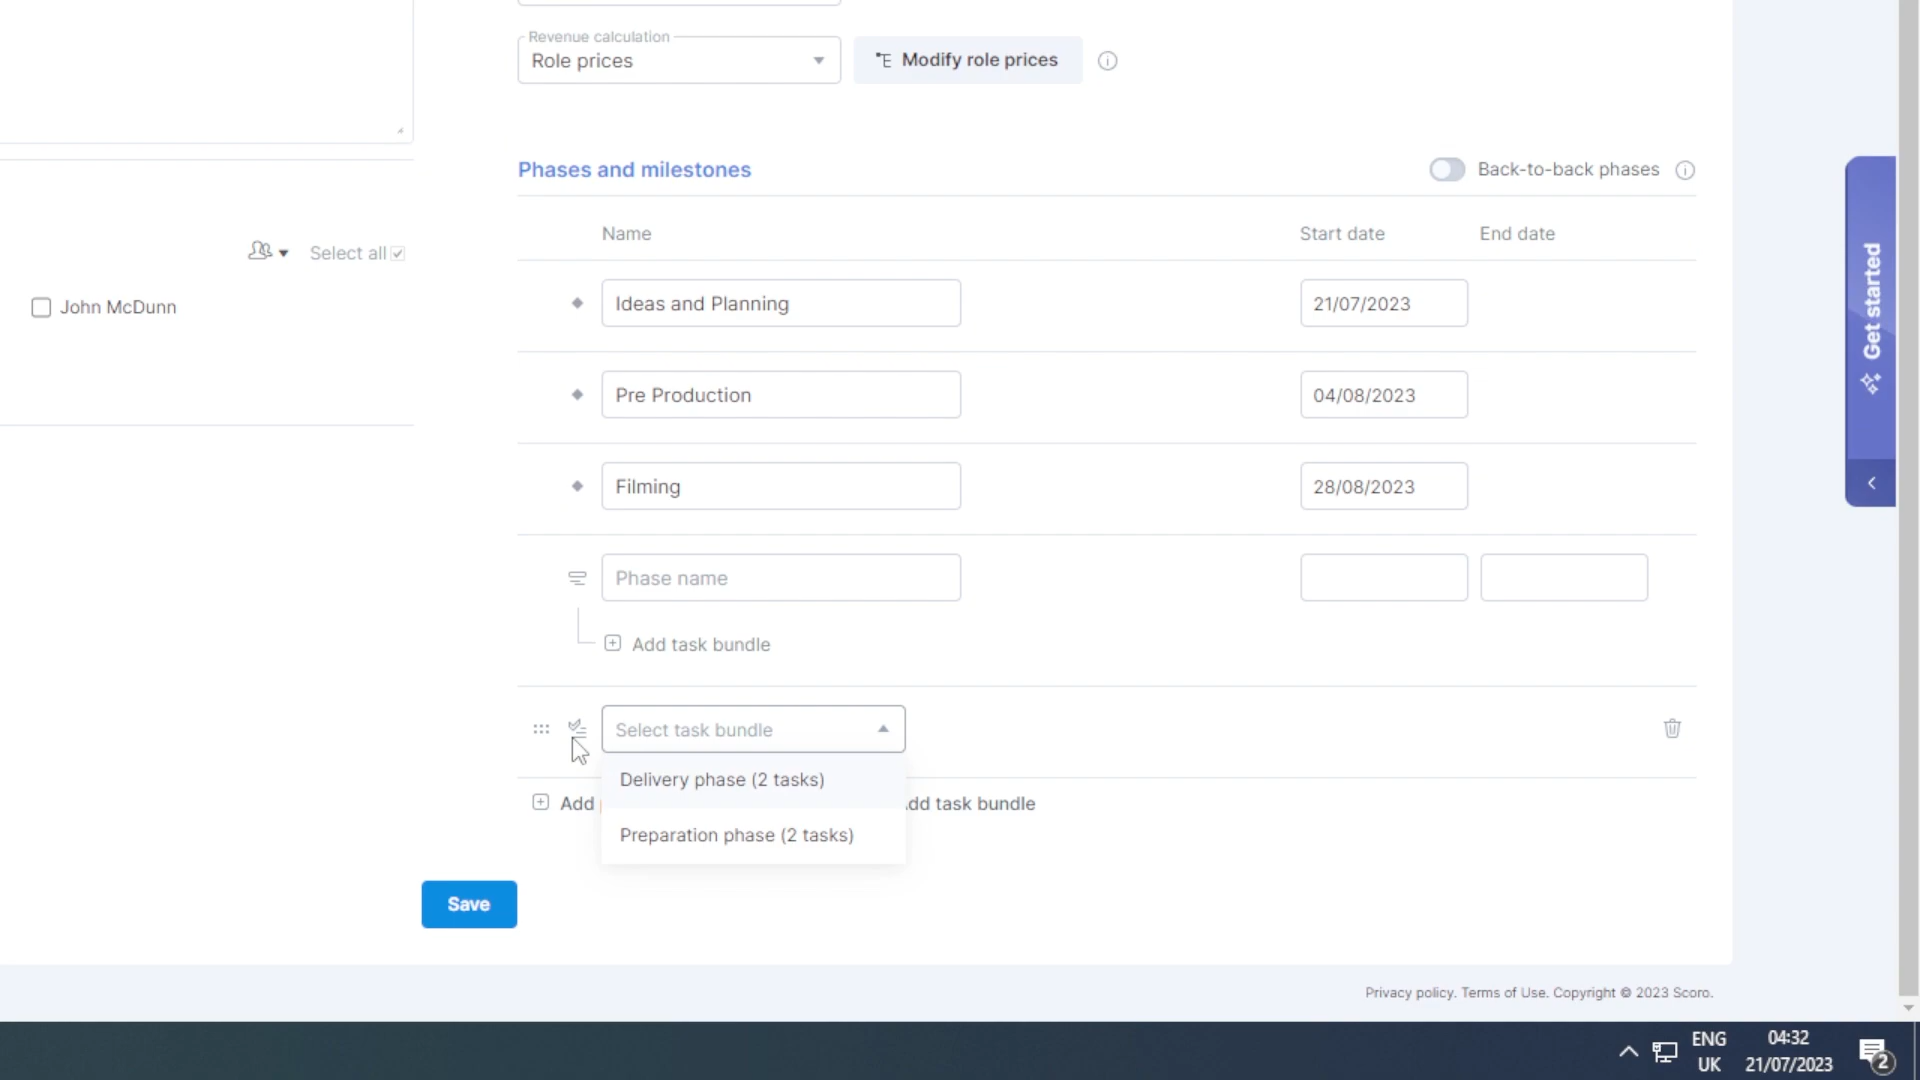 Revenue calculation
Role prices
Modify role prices
Phases and milestones
Back-to-back phases
Name
Start date
End date
Select all
John McDunn
Ideas and Planning
21/07/2023
Pre Production
04/08/2023
Filming
28/08/2023
Phase name
Add task bundle
Select task bundle
Delivery phase (2 tasks)
Add
dd task bundle
Preparation phase (2 tasks)
Save
Get started
Privacy policy. Terms of Use. Copyright © 2023 Scoro.
ENG
UK
04:32
21/07/2023
2